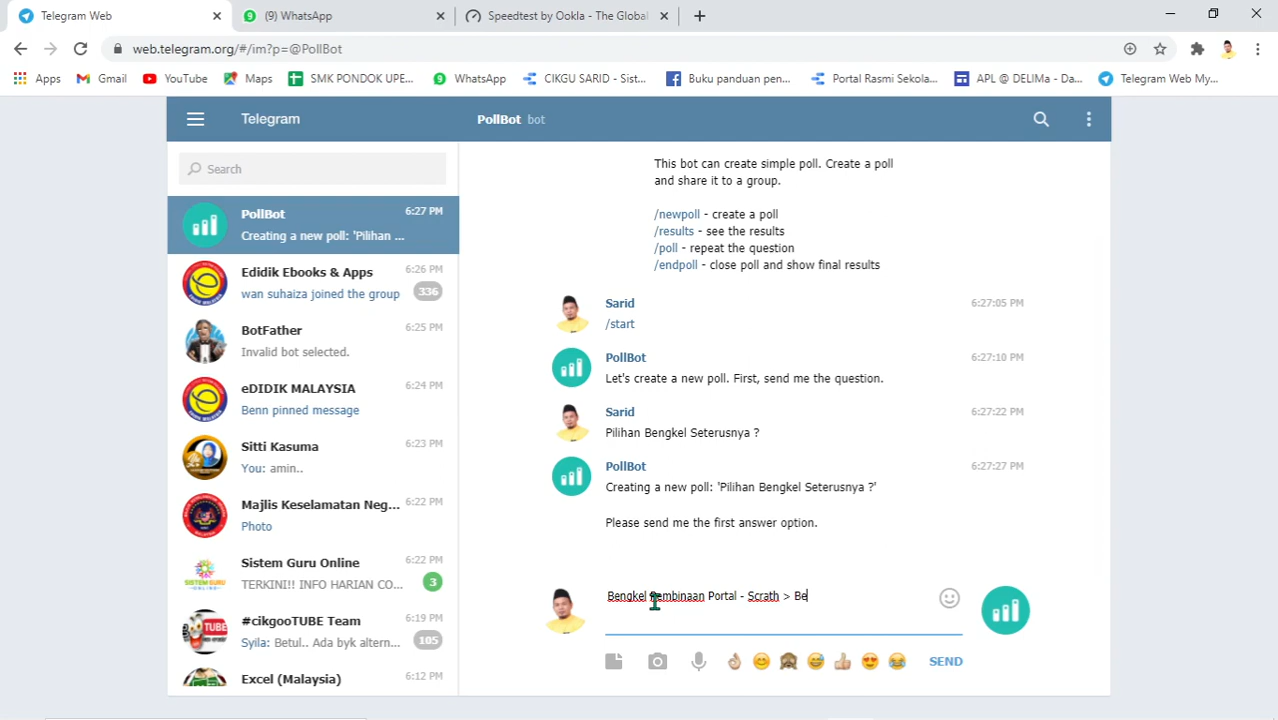 Telegram Web
(9) WhatsApp
Speedtest by Ookla - The Global
web.telegram.org/#/im?p=@PollBot
Apps
Gmail
YouTube
Maps
SMK PONDOK UPE...
WhatsApp
CIKGU SARID - Sist...
Buku panduan pen...
Portal Rasmi Sekola...
APL @ DELIMa - Da...
Telegram Web My...
Telegram
PollBot bot
Search
PollBot 6:27 PM
Creating a new poll: 'Pilihan ...
Edidik Ebooks & Apps 6:26 PM
wan suhaiza joined the group 336
BotFather 6:25 PM
Invalid bot selected.
eDIDIK MALAYSIA 6:24 PM
Benn pinned message
Sitti Kasuma 6:23 PM
You: amin..
Majlis Keselamatan Neg... 6:22 PM
Photo
Sistem Guru Online 6:22 PM
TERKINI!! INFO HARIAN CO... 3
#cikgooTUBE Team 6:19 PM
Syila: Betul.. Ada byk altern... 105
Excel (Malaysia) 6:12 PM
This bot can create simple poll. Create a poll
and share it to a group.
/newpoll - create a poll
/results - see the results
/poll - repeat the question
/endpoll - close poll and show final results
Sarid 6:27:05 PM
/start
PollBot 6:27:10 PM
Let's create a new poll. First, send me the question.
Sarid 6:27:22 PM
Pilihan Bengkel Seterusnya ?
PollBot 6:27:27 PM
Creating a new poll: 'Pilihan Bengkel Seterusnya ?'
Please send me the first answer option.
Bengkel Pembinaan Portal - Scrath > Be
SEND